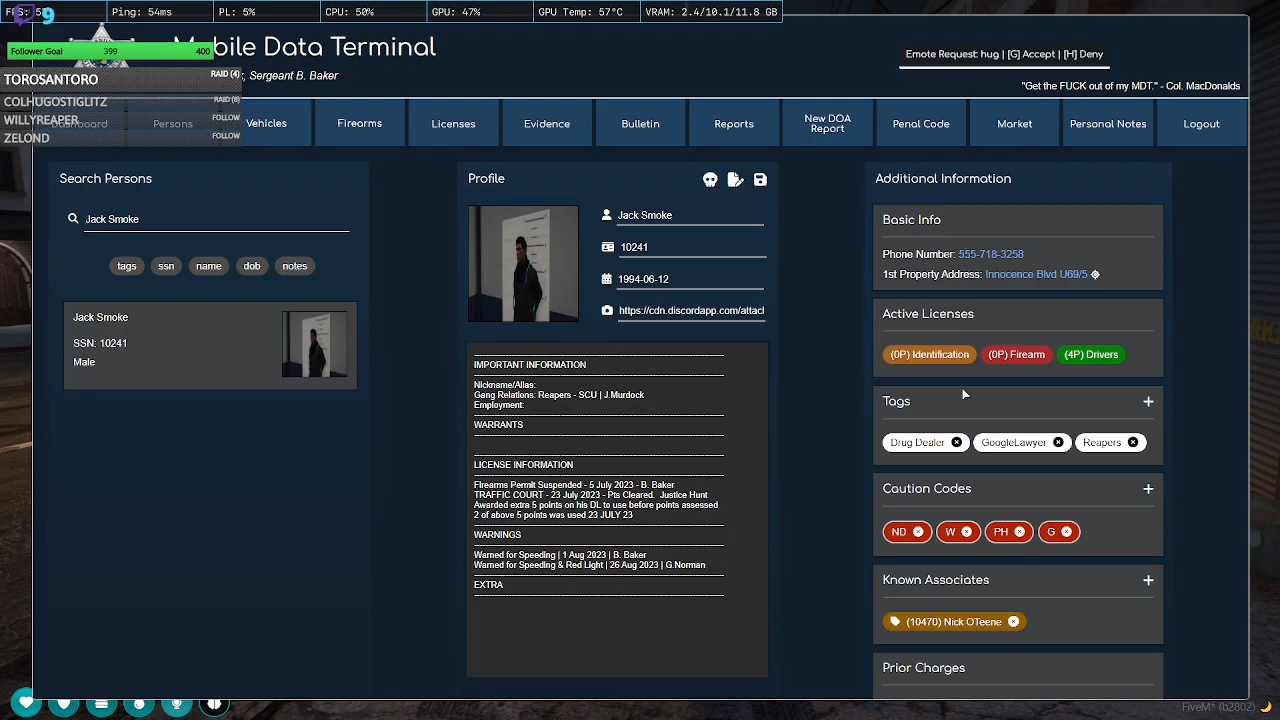 Ping: 54ms
PL: 5%
CPU: 50%
GPU: 47%
GPU Temp: 57°C
VRAM: 2.4/10.1/11.8 GB
9
Follower Goal 399 400
Mobile Data Terminal
Sergeant B. Baker
Emote Request: hug | [G] Accept | [H] Deny
"Get the FUCK out of my MDT." - Col. MacDonalds
TOROSANTORO RAID (4)
COLHUGOSTIGLITZ
WILLYREAPER FOLLOW
ZELOND FOLLOW
Dashboard
Persons
Vehicles
Firearms
Licenses
Evidence
Bulletin
Reports
New DOA
Report
Penal Code
Market
Personal Notes
Logout
Search Persons
Jack Smoke
tags ssn name dob notes
Jack Smoke
SSN: 10241
Male
Profile
Jack Smoke
10241
1994-06-12
https://cdn.discordapp.com/attacl
IMPORTANT INFORMATION
Nickname/Alias:
Gang Relations: Reapers - SCU | J.Murdock
Employment:
WARRANTS
LICENSE INFORMATION
Firearms Permit Suspended - 5 July 2023 - B. Baker
TRAFFIC COURT - 23 July 2023 - Pts Cleared. Justice Hunt
Awarded extra 5 points on his DL to use before points assessed
2 of above 5 points was used 23 JULY 23
WARNINGS
Warned for Speeding | 1 Aug 2023 | B. Baker
Warned for Speeding & Red Light | 26 Aug 2023 | G.Norman
EXTRA
Additional Information
Basic Info
Phone Number: 555-718-3258
1st Property Address: Innocence Blvd U69/5
Active Licenses
(0P) Identification (0P) Firearm (4P) Drivers
Tags +
Drug Dealer GoogleLawyer Reapers
Caution Codes +
ND W PH G
Known Associates +
(10470) Nick OTeene
Prior Charges
FiveM* (b2802)